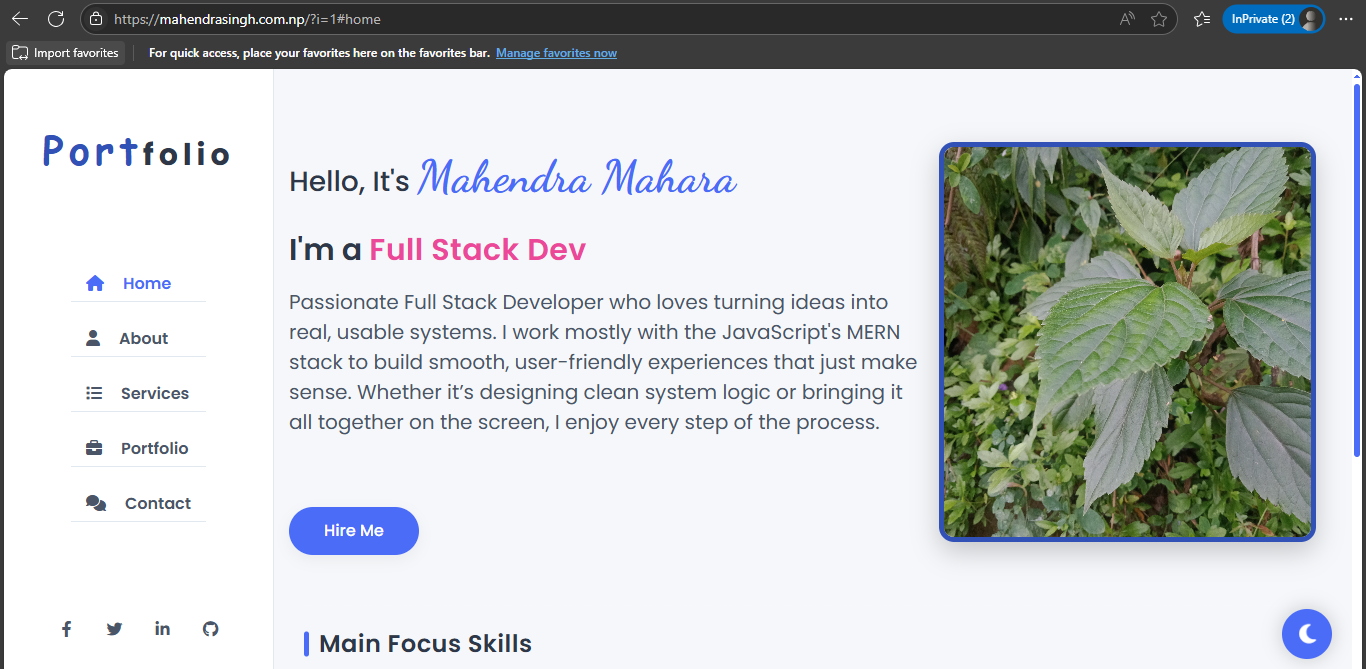 https://mahendrasingh.com.np/?i=1#home
InPrivate (2)
Import favorites
For quick access, place your favorites here on the favorites bar. Manage favorites now
Portfolio
Home
About
Services
Portfolio
Contact
Hello, It's Mahendra Mahara
I'm a Full Stack Dev
Passionate Full Stack Developer who loves turning ideas into
real, usable systems. I work mostly with the JavaScript's MERN
stack to build smooth, user-friendly experiences that just make
sense. Whether it’s designing clean system logic or bringing it
all together on the screen, I enjoy every step of the process.
Hire Me
Main Focus Skills